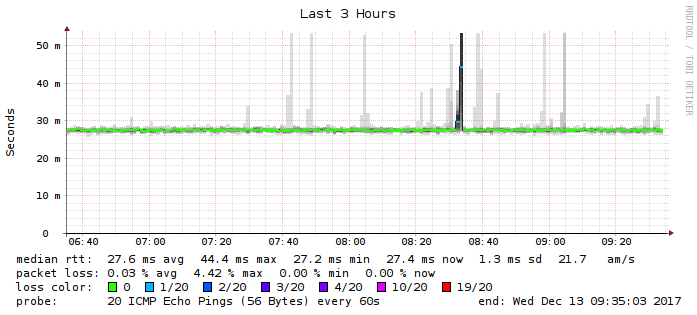 Last 3 Hours
RRDTOOL / TOBI OETIKER
Seconds
50 m
40 m
30 m
20 m
10 m
0
06:40 07:00 07:20 07:40 08:00 08:20 08:40 09:00 09:20
median rtt: 27.6 ms avg 44.4 ms max 27.2 ms min 27.4 ms now 1.3 ms sd 21.7 am/s
packet loss: 0.03 % avg 4.42 % max 0.00 % min 0.00 % now
loss color: 0 1/20 2/20 3/20 4/20 10/20 19/20
probe: 20 ICMP Echo Pings (56 Bytes) every 60s end: Wed Dec 13 09:35:03 2017